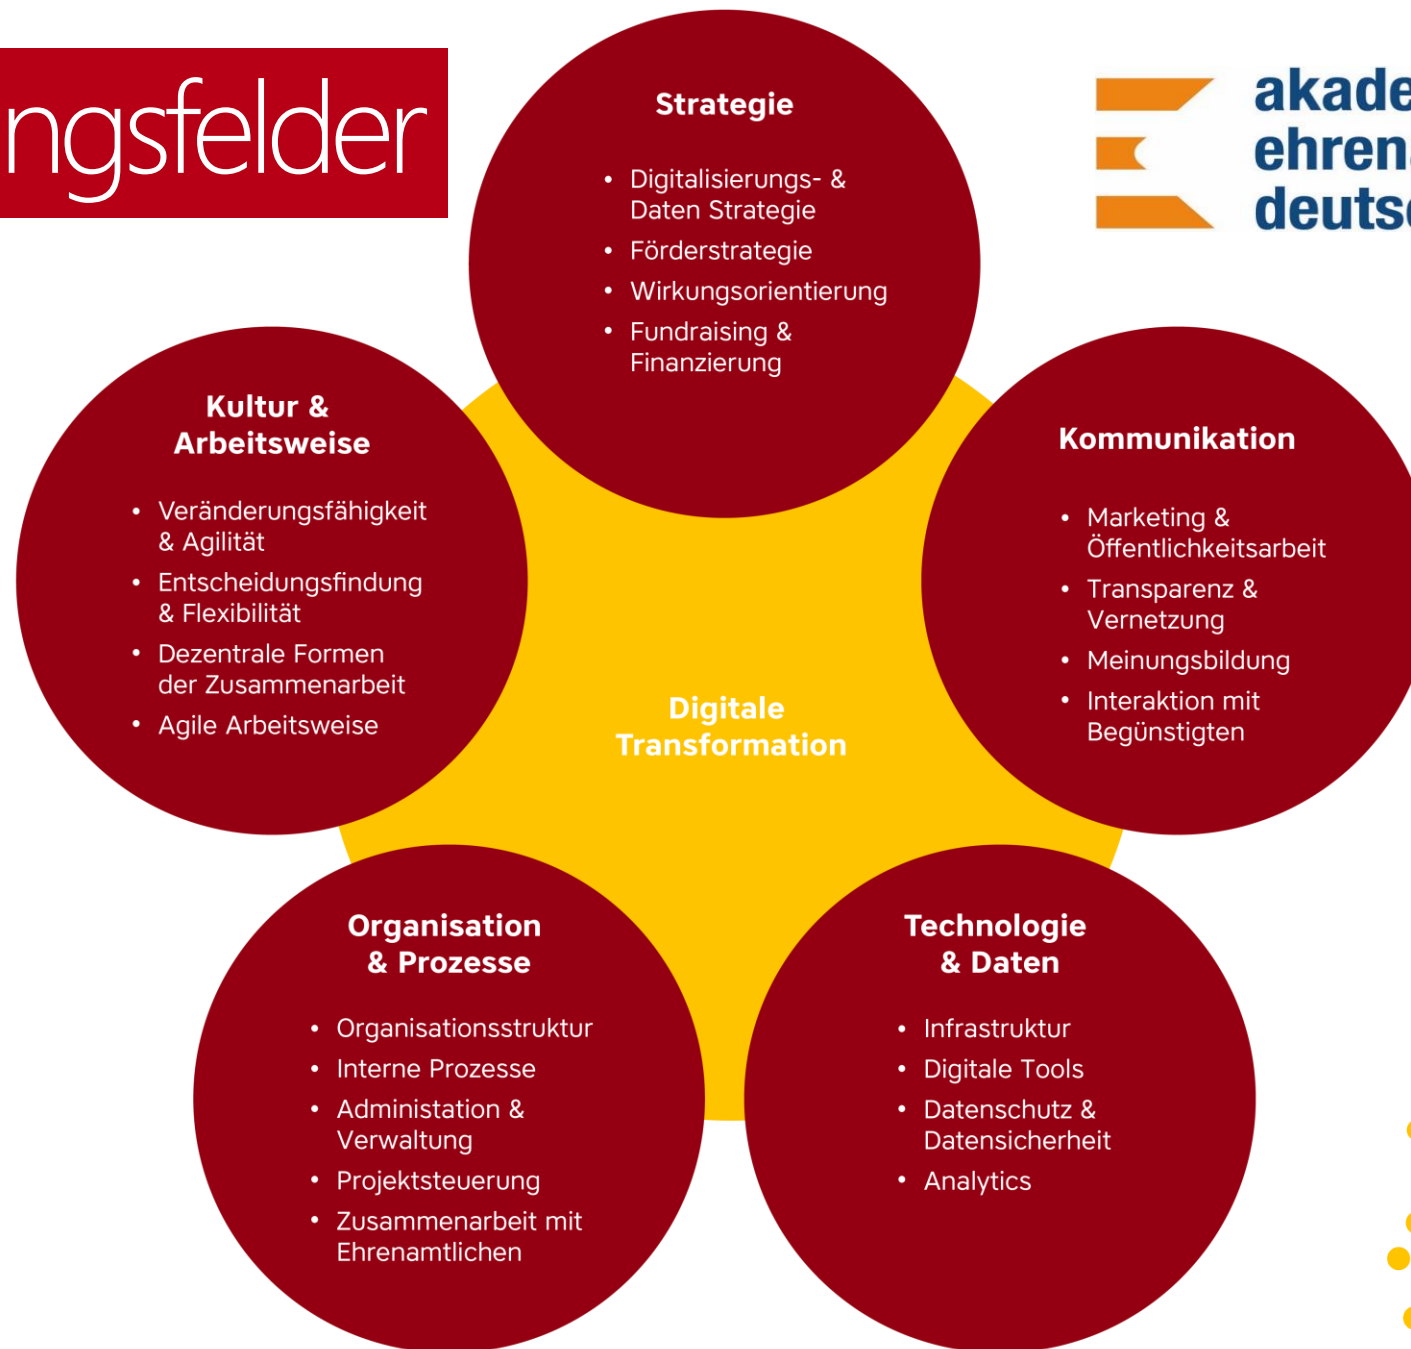 ngsfelder
akade
ehren
deuts
Strategie
• Digitalisierungs- &
Daten Strategie
• Förderstrategie
• Wirkungsorientierung
• Fundraising &
Finanzierung
Kultur &
Arbeitsweise
• Veränderungsfähigkeit
& Agilität
• Entscheidungsfindung
& Flexibilität
• Dezentrale Formen
der Zusammenarbeit
• Agile Arbeitsweise
Kommunikation
• Marketing &
Öffentlichkeitsarbeit
• Transparenz &
Vernetzung
• Meinungsbildung
• Interaktion mit
Begünstigten
Digitale
Transformation
Organisation
& Prozesse
• Organisationsstruktur
• Interne Prozesse
• Administation &
Verwaltung
• Projektsteuerung
• Zusammenarbeit mit
Ehrenamtlichen
Technologie
& Daten
• Infrastruktur
• Digitale Tools
• Datenschutz &
Datensicherheit
• Analytics